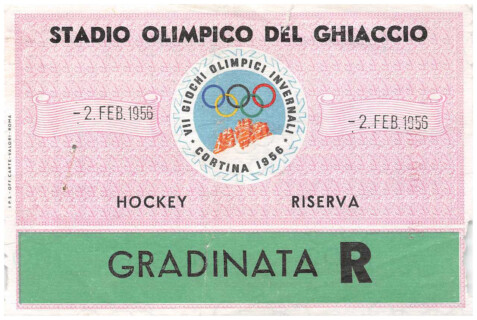 STADIO OLIMPICO DEL GHIACCIO
VII GIOCHI OLIMPICI INVERNALI
CORTINA 1956
-2. FEB. 1956
-2. FEB. 1956
HOCKEY RISERVA
GRADINATA R